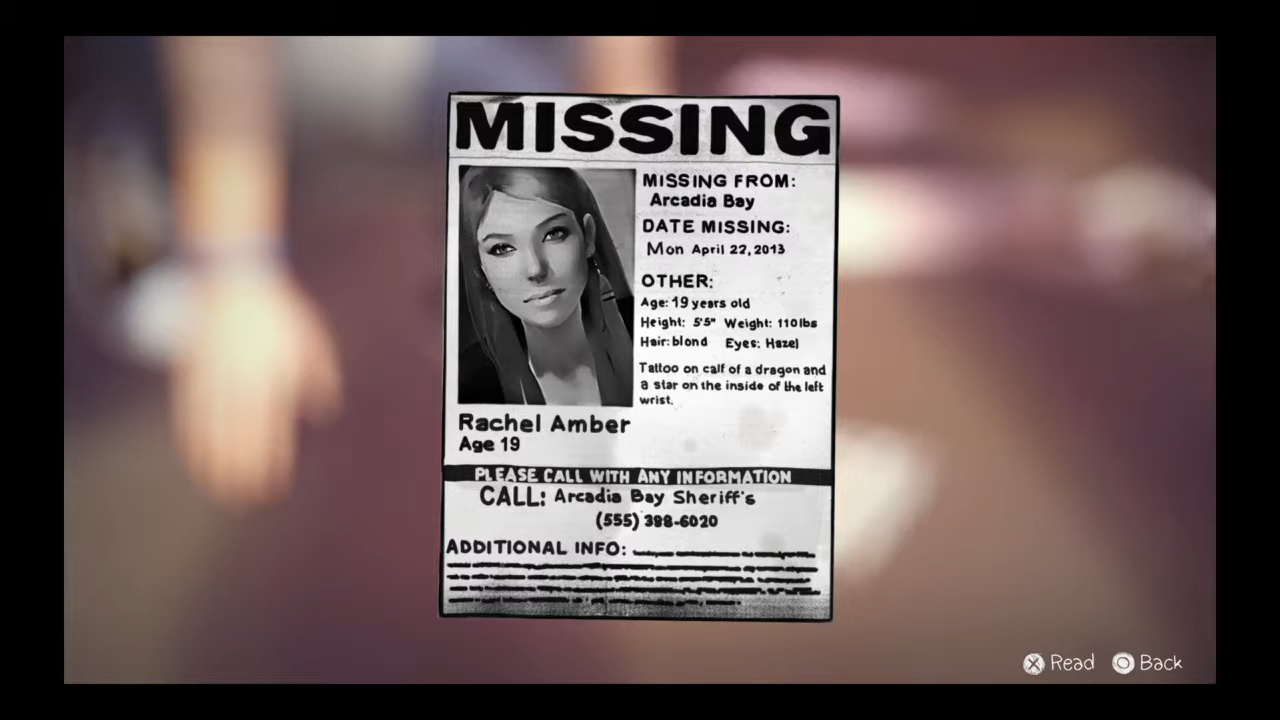 MISSING
MISSING FROM:
Arcadia Bay
DATE MISSING:
Mon April 22, 2013
OTHER:
Age: 19 years old
Height: 5'5" Weight: 110lbs
Hair: blond Eyes: Hazel
Tattoo on calf of a dragon and
a star on the inside of the left
wrist.
Rachel Amber
Age 19
PLEASE CALL WITH ANY INFORMATION
CALL: Arcadia Bay Sheriff's
(555) 398-6020
ADDITIONAL INFO:
Read Back